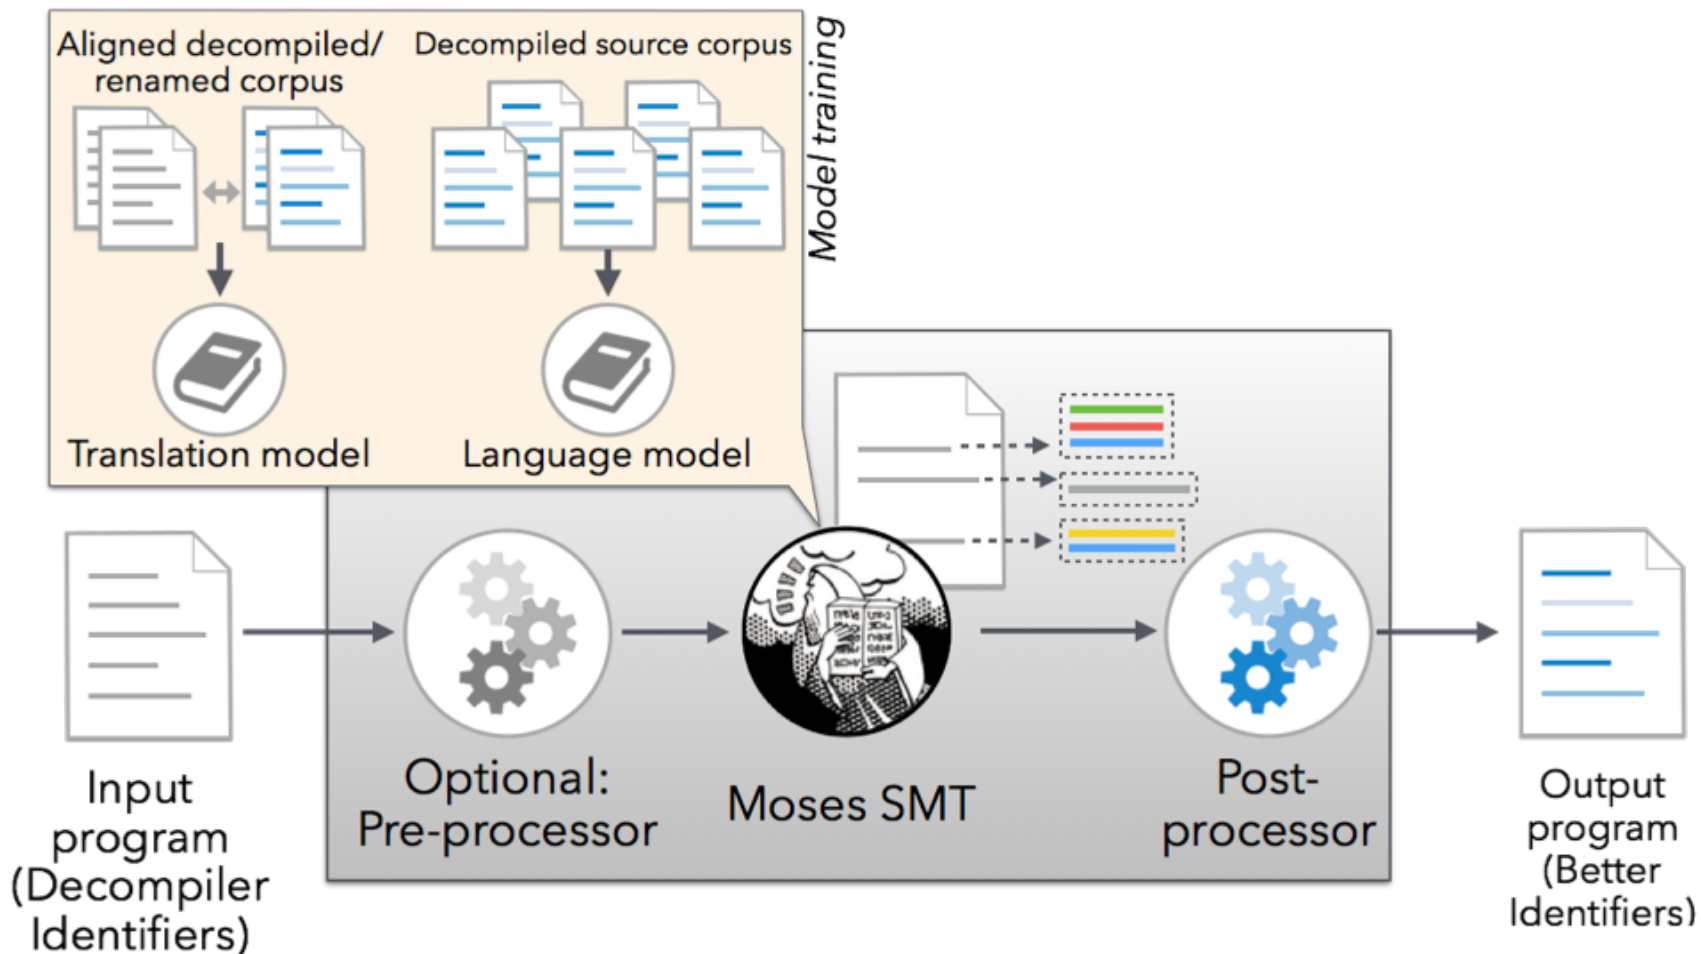 Aligned decompiled/
renamed corpus
Decompiled source corpus
Model training
Translation model
Language model
Input
program
(Decompiler
Identifiers)
Optional:
Pre-processor
Moses SMT
Post-
processor
Output
program
(Better
Identifiers)